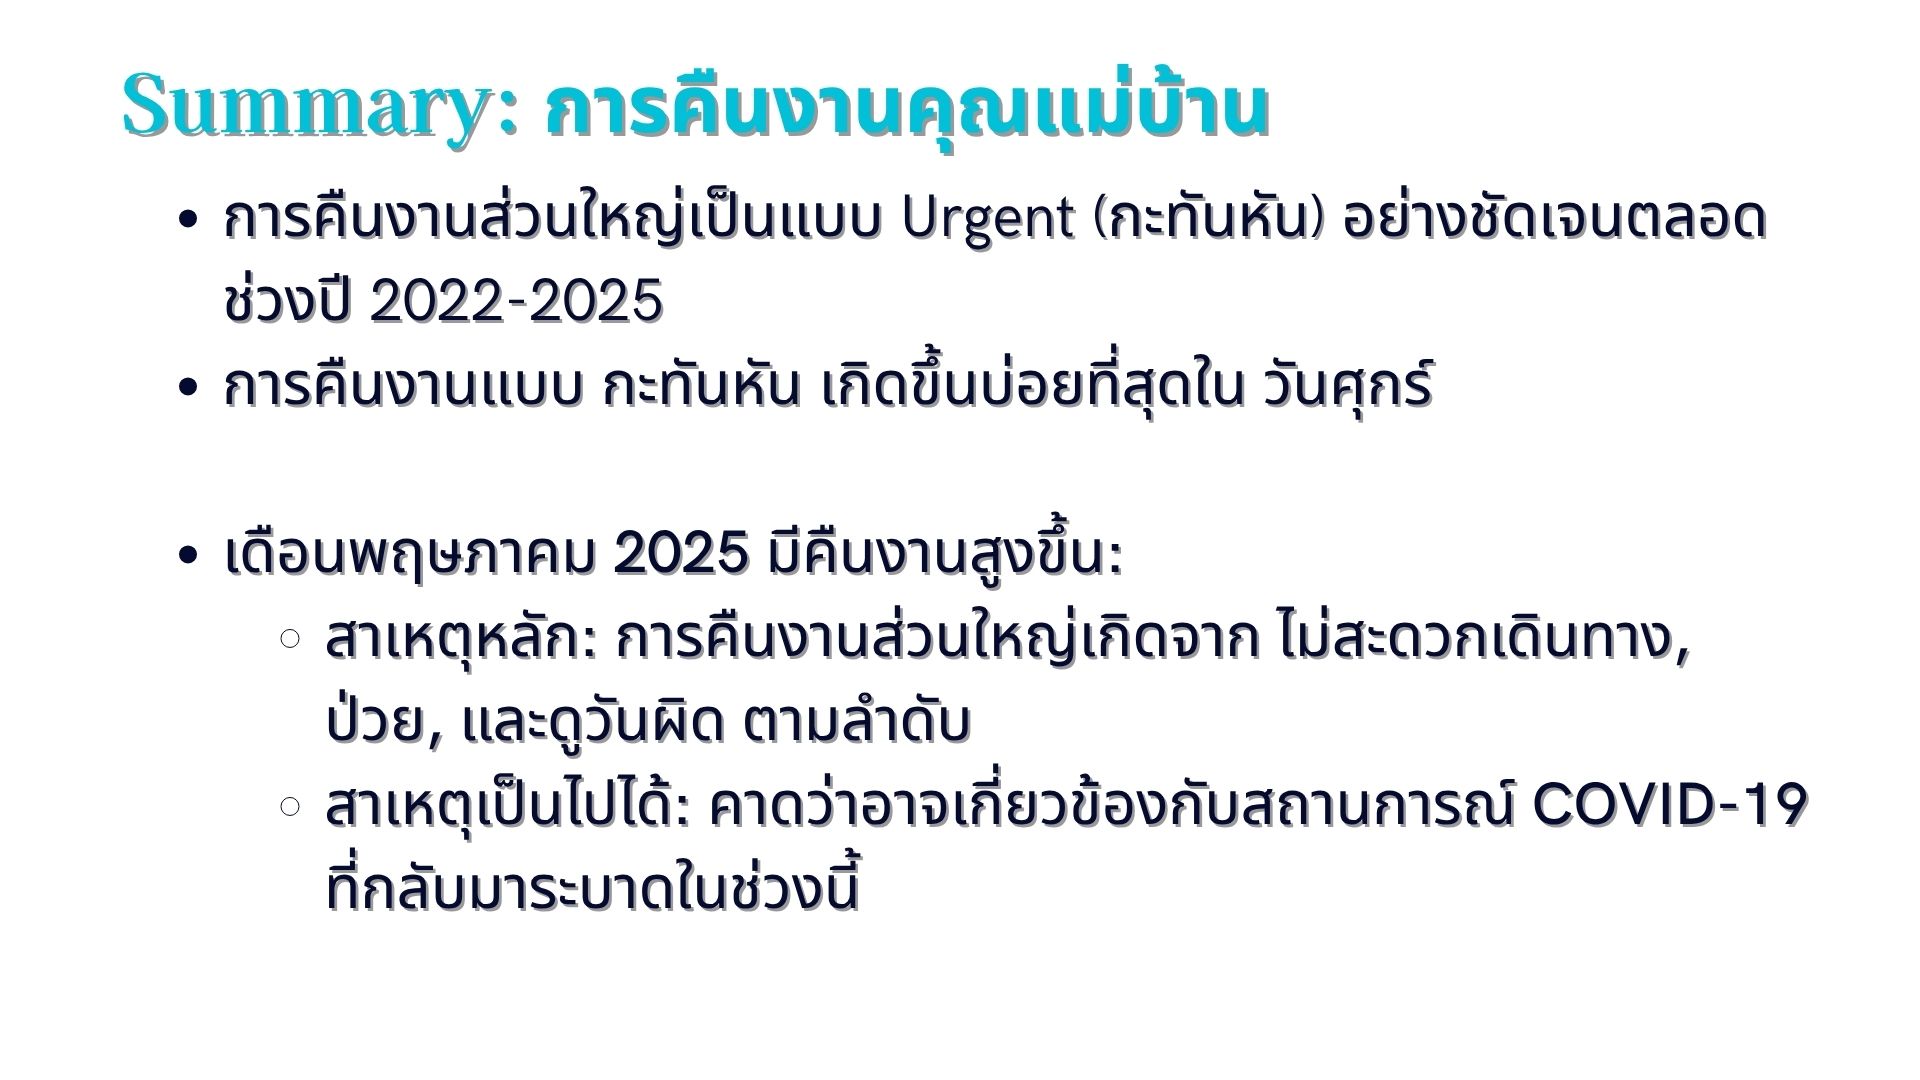 Summary: การคืนงานคุณแม่บ้าน
• การคืนงานส่วนใหญ่เป็นแบบ Urgent (กะทันหัน) อย่างชัดเจนตลอด
ช่วงปี 2022-2025
• การคืนงานแบบ กะทันหัน เกิดขึ้นบ่อยที่สุดใน วันศุกร์
• เดือนพฤษภาคม 2025 มีคืนงานสูงขึ้น:
○ สาเหตุหลัก: การคืนงานส่วนใหญ่เกิดจาก ไม่สะดวกเดินทาง,
ป่วย, และดูวันผิด ตามลำดับ
○ สาเหตุเป็นไปได้: คาดว่าอาจเกี่ยวข้องกับสถานการณ์ COVID-19
ที่กลับมาระบาดในช่วงนี้